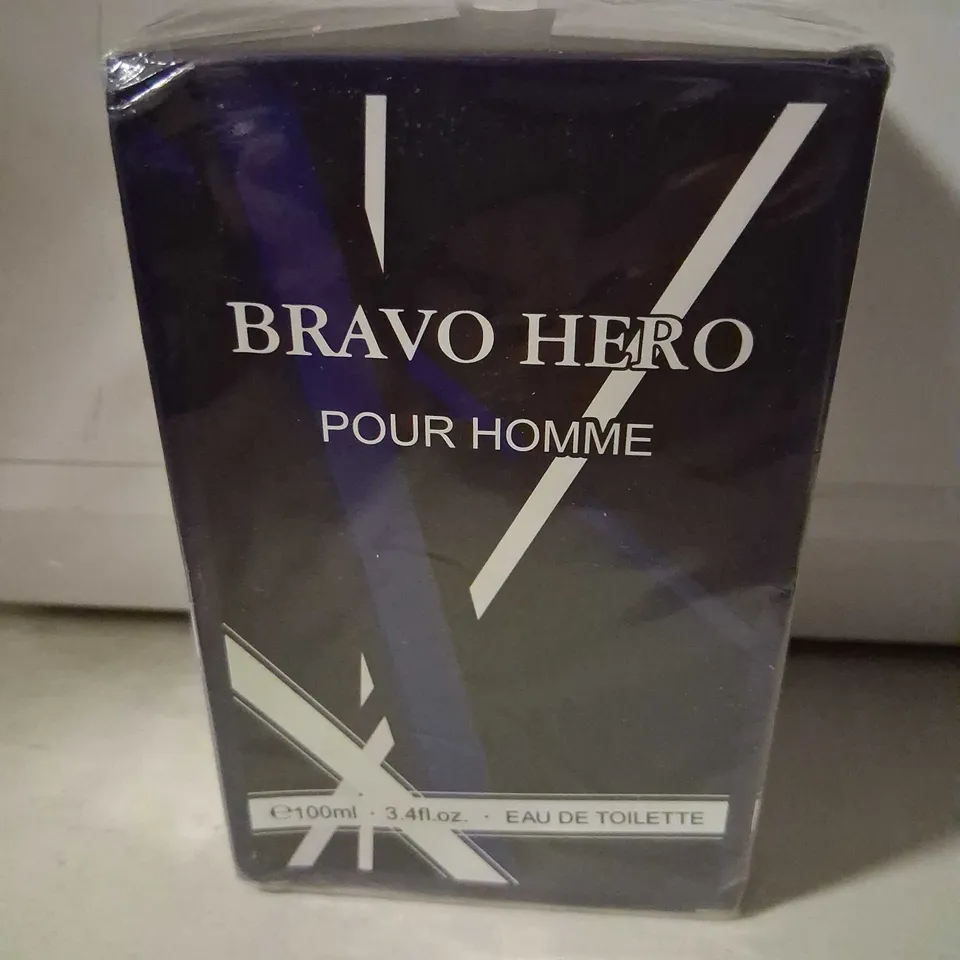 BRAVO HERO
POUR HOMME
℮100ml · 3.4fl.oz. · EAU DE TOILETTE